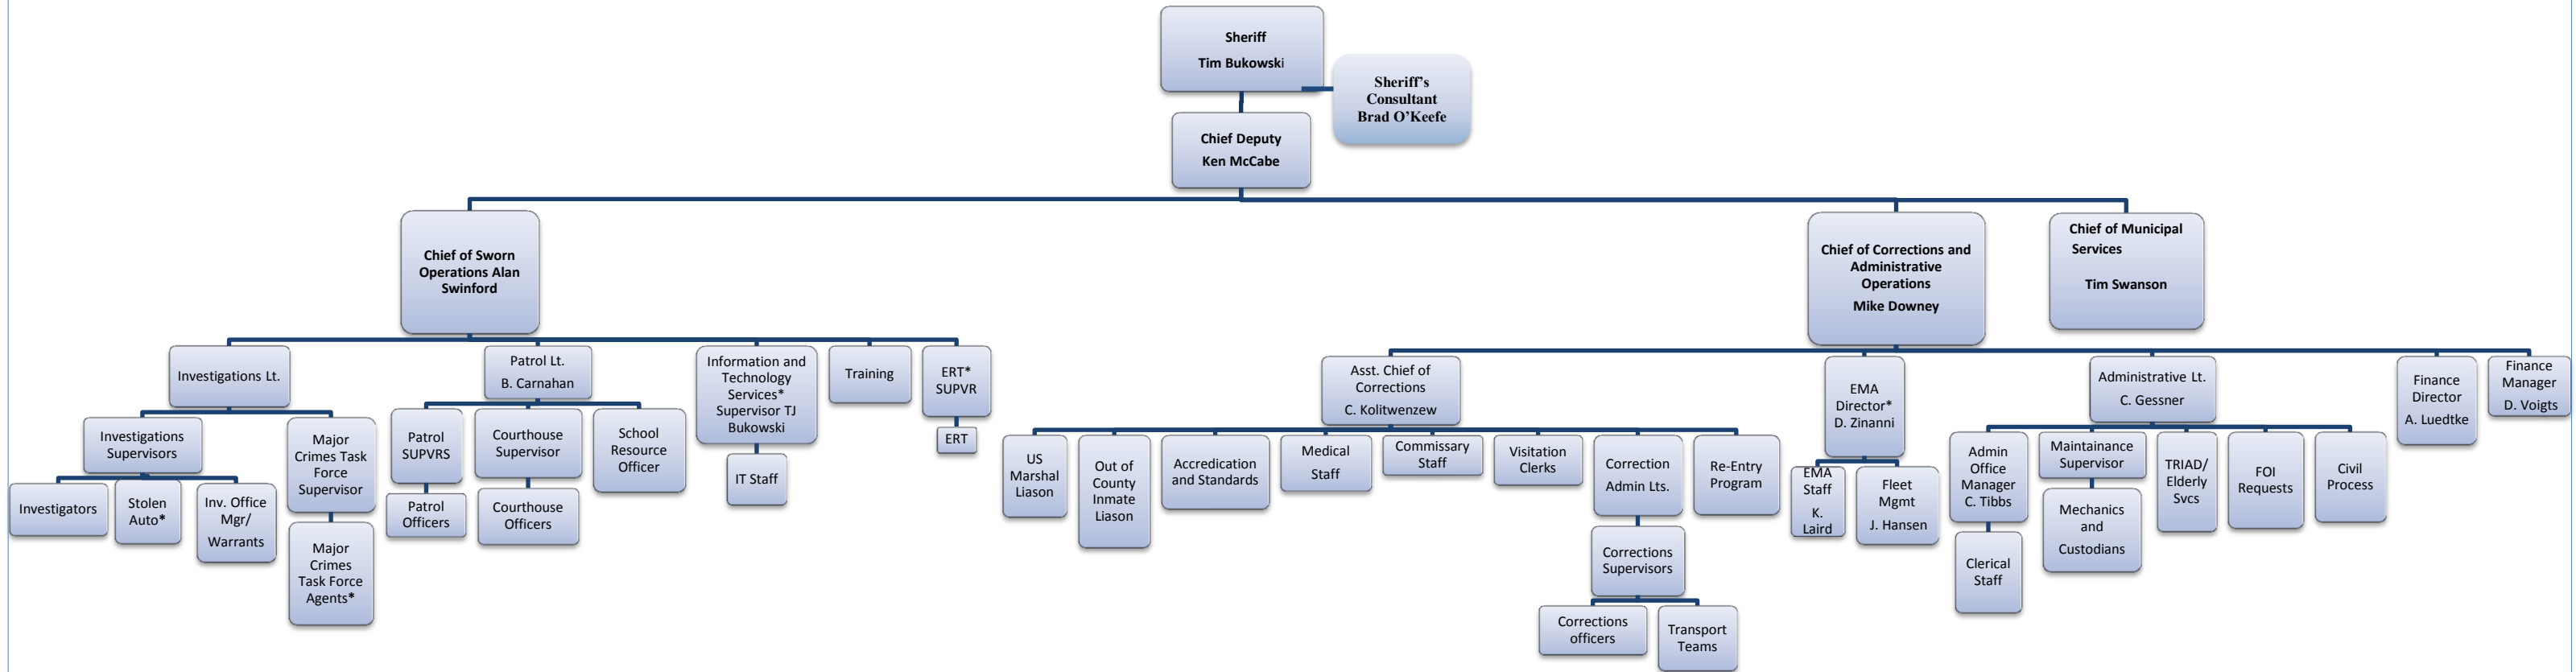 Sheriff
Tim Bukowski
Sheriff's
Consultant
Brad O'Keefe
Chief Deputy
Ken McCabe
Chief of Sworn
Operations Alan
Swinford
Chief of Corrections and
Administrative
Operations
Mike Downey
Chief of Municipal
Services
Tim Swanson
Investigations Lt.
Patrol Lt.
B. Carnahan
Information and
Technology
Services*
Supervisor TJ
Bukowski
Training
ERT*
SUPVR
ERT
Asst. Chief of
Corrections
C. Kolitwenzew
EMA
Director*
D. Zinanni
Administrative Lt.
C. Gessner
Finance
Director
A. Luedtke
Finance
Manager
D. Voigts
Investigations
Supervisors
Major
Crimes Task
Force
Supervisor
Patrol
SUPVRS
Courthouse
Supervisor
School
Resource
Officer
IT Staff
US
Marshal
Liason
Out of
County
Inmate
Liason
Accredication
and Standards
Medical
Staff
Commissary
Staff
Visitation
Clerks
Correction
Admin Lts.
Re-Entry
Program
EMA
Staff
K.
Laird
Fleet
Mgmt
J. Hansen
Admin
Office
Manager
C. Tibbs
Maintainance
Supervisor
TRIAD/
Elderly
Svcs
FOI
Requests
Civil
Process
Investigators
Stolen
Auto*
Inv. Office
Mgr/
Warrants
Major
Crimes
Task Force
Agents*
Patrol
Officers
Courthouse
Officers
Corrections
Supervisors
Mechanics
and
Custodians
Clerical
Staff
Corrections
officers
Transport
Teams